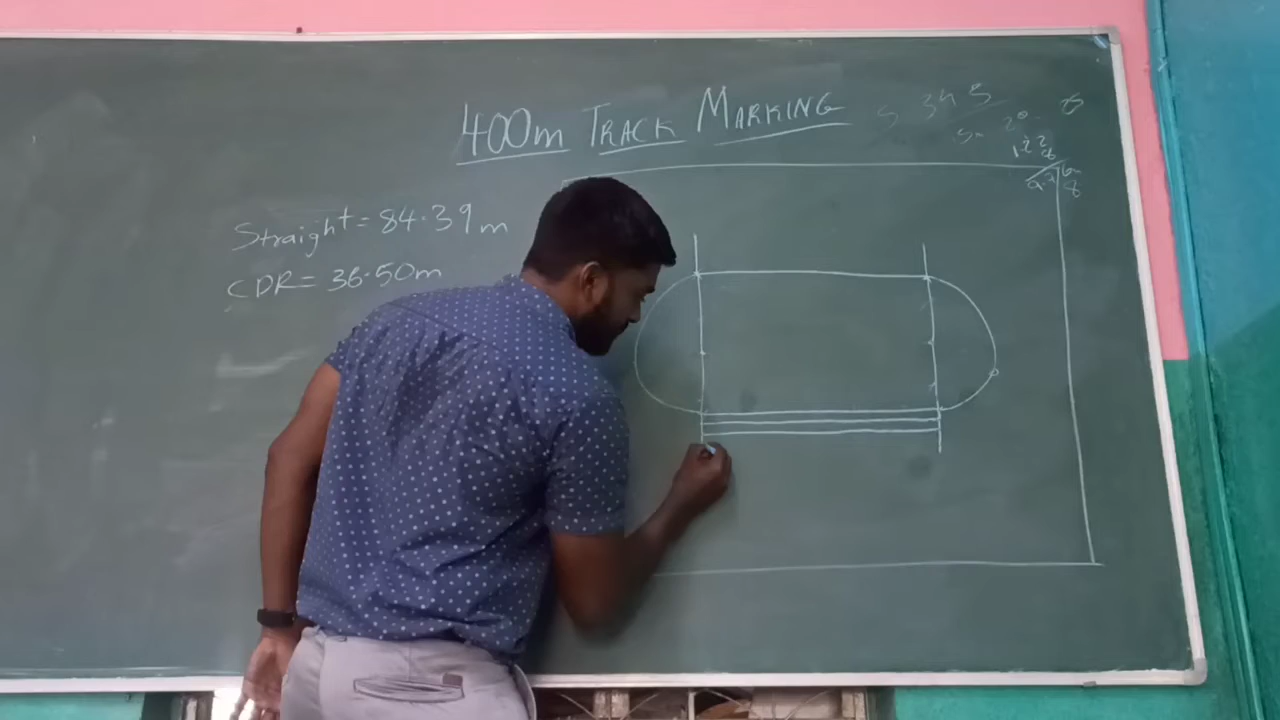 400m TRACK MARKING
Straight = 84.39m
CDR = 36.50m